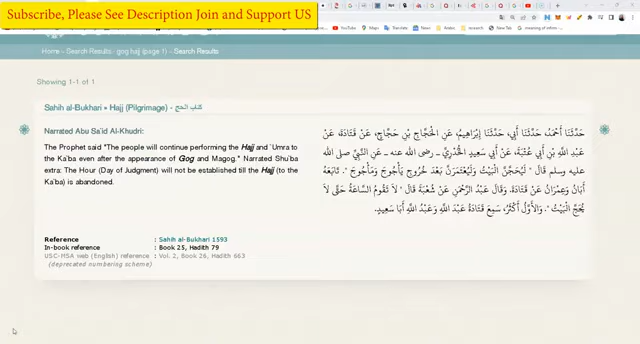 Subscribe, Please See Description Join and Support US
Home - Search Results - gog hajj (page 1) - Search Results
Showing 1-1 of 1
Sahih al-Bukhari » Hajj (Pilgrimage) - كتاب الحج
Narrated Abu Sa`id Al-Khudri:
The Prophet said "The people will continue performing the Hajj and `Umra to
the Ka`ba even after the appearance of Gog and Magog." Narrated Shu`ba
extra: The Hour (Day of Judgment) will not be established till the Hajj (to
the Ka`ba) is abandoned.
حَدَّثَنَا أَحْمَدُ، حَدَّثَنَا أَبِي، حَدَّثَنَا إِبْرَاهِيمُ، عَنِ الْحَجَّاجِ بْنِ حَجَّاجٍ، عَنْ قَتَادَةَ، عَنْ
عَبْدِ اللَّهِ بْنِ أَبِي عُتْبَةَ، عَنْ أَبِي سَعِيدٍ الْخُدْرِيِّ ـ رضى الله عنه ـ عَنِ النَّبِيِّ صلى الله
عليه وسلم قَالَ " لَيُحَجَّنَّ الْبَيْتُ وَلَيُعْتَمَرَنَّ بَعْدَ خُرُوجِ يَأْجُوجَ وَمَأْجُوجَ ". تَابَعَهُ
أَبَانُ وَعِمْرَانُ عَنْ قَتَادَةَ. وَقَالَ عَبْدُ الرَّحْمَنِ عَنْ شُعْبَةَ قَالَ " لاَ تَقُومُ السَّاعَةُ حَتَّى لاَ
يُحَجَّ الْبَيْتُ ". وَالأَوَّلُ أَكْثَرُ، سَمِعَ قَتَادَةُ عَبْدَ اللَّهِ وَعَبْدُ اللَّهِ أَبَا سَعِيدٍ.
Reference : Sahih al-Bukhari 1593
In-book reference : Book 25, Hadith 79
USC-MSA web (English) reference : Vol. 2, Book 26, Hadith 663
(deprecated numbering scheme)